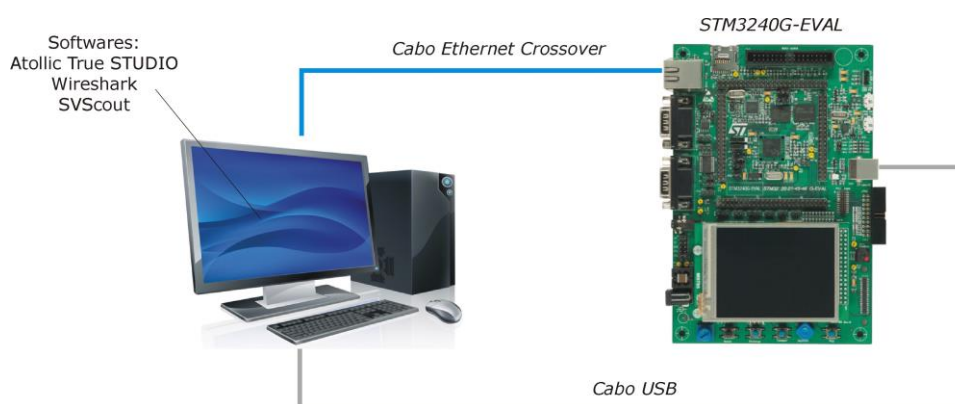 STM3240G-EVAL
Softwares:
Atollic True STUDIO
Wireshark
SVScout
Cabo Ethernet Crossover
Cabo USB